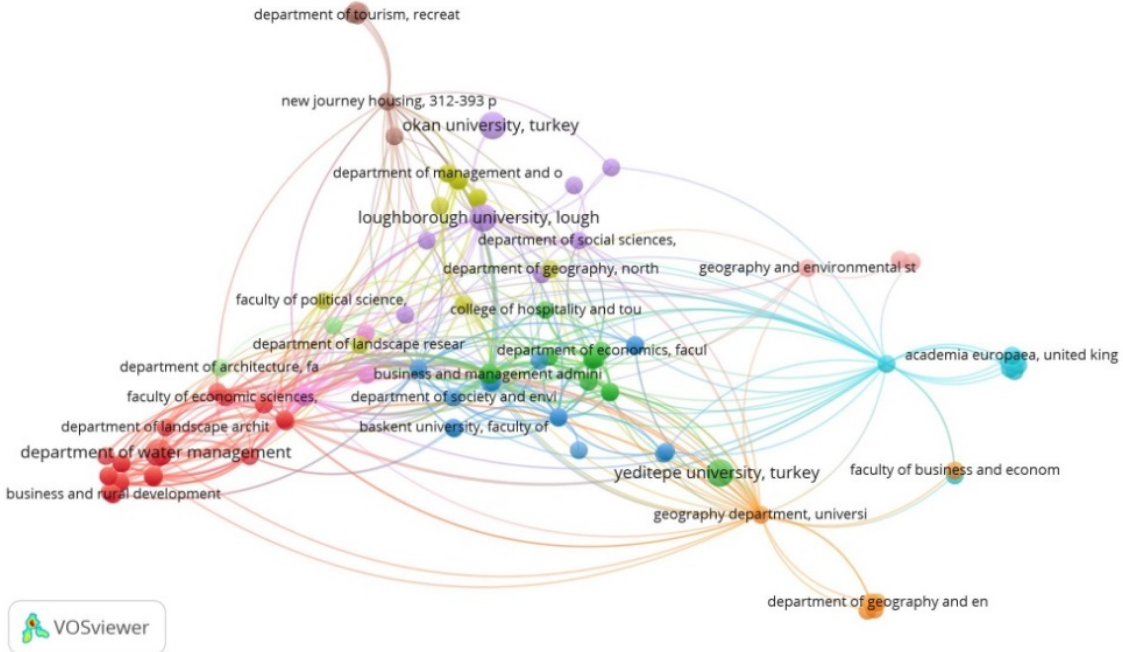 department of tourism, recreat
new journey housing, 312-393 p
okan university, turkey
department of management and o
loughborough university, lough
department of social sciences,
department of geography, north
geography and environmental st
faculty of political science,
college of hospitality and tou
department of landscape resear
department of economics, facul
academia europaea, united king
department of architecture, fa
business and management admini
faculty of economic sciences,
department of society and envi
department of landscape archit
baskent university, faculty of
department of water management
yeditepe university, turkey
faculty of business and econom
business and rural development
geography department, universi
department of geography and en
VOSviewer